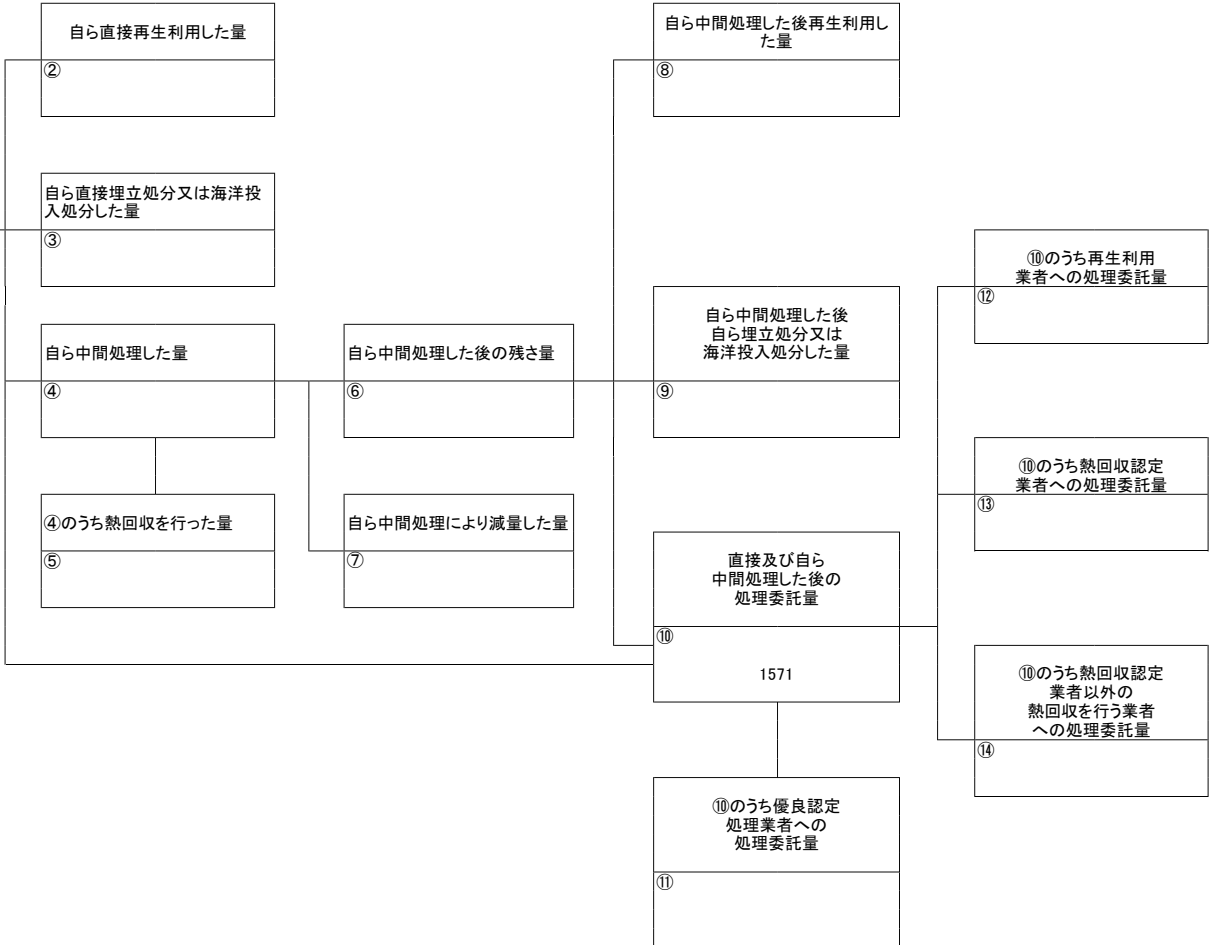 自ら直接再生利用した量
②
自ら直接埋立処分又は海洋投
入処分した量
③
自ら中間処理した量
④
④のうち熱回収を行った量
⑤
自ら中間処理した後の残さ量
⑥
自ら中間処理により減量した量
⑦
自ら中間処理した後再生利用し
た量
⑧
自ら中間処理した後
自ら埋立処分又は
海洋投入処分した量
⑨
直接及び自ら
中間処理した後の
処理委託量
⑩
1571
⑩のうち優良認定
処理業者への
処理委託量
⑪
⑩のうち再生利用
業者への処理委託量
⑫
⑩のうち熱回収認定
業者への処理委託量
⑬
⑩のうち熱回収認定
業者以外の
熱回収を行う業者
への処理委託量
⑭